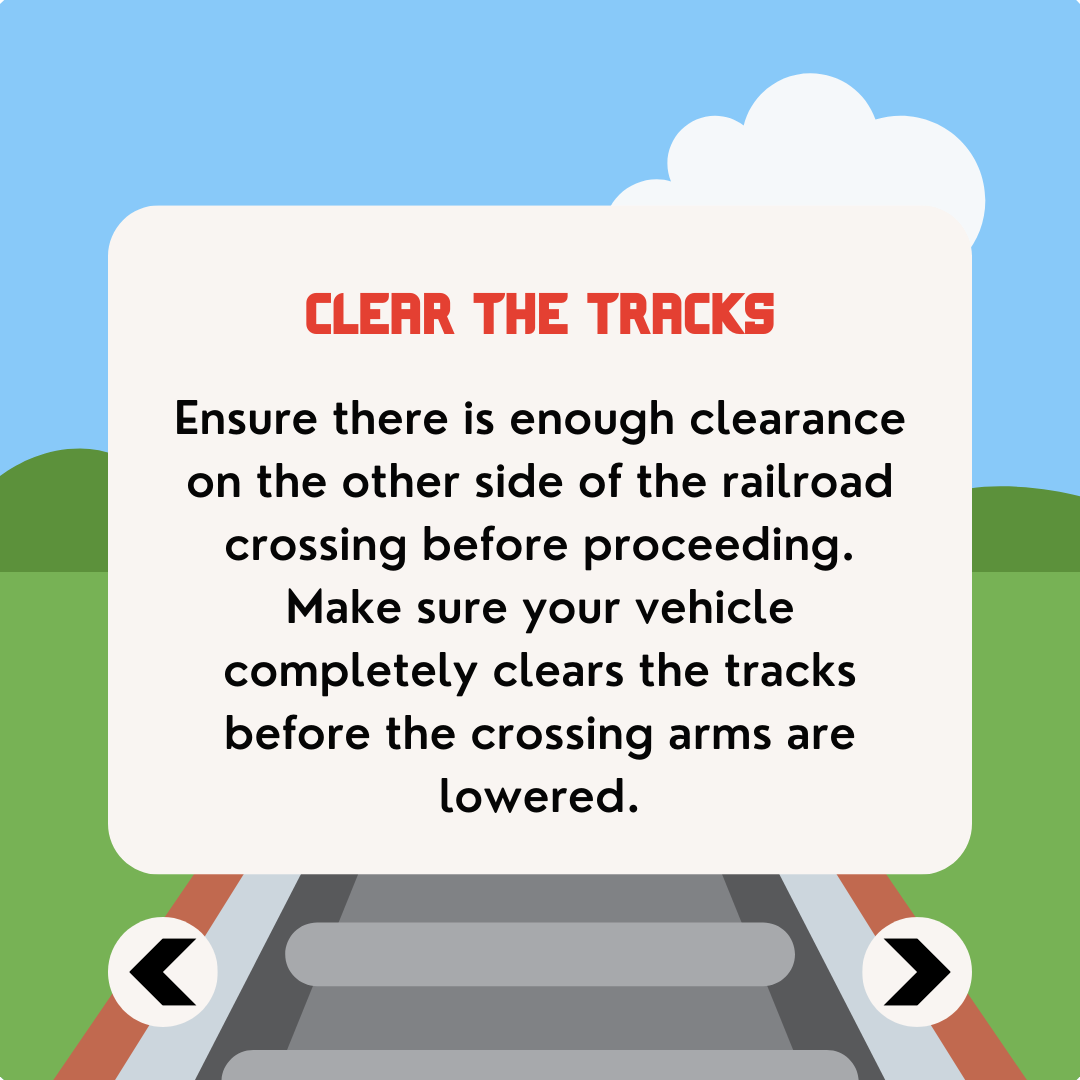 CLEAR THE TRACKS
Ensure there is enough clearance
on the other side of the railroad
crossing before proceeding.
Make sure your vehicle
completely clears the tracks
before the crossing arms are
lowered.